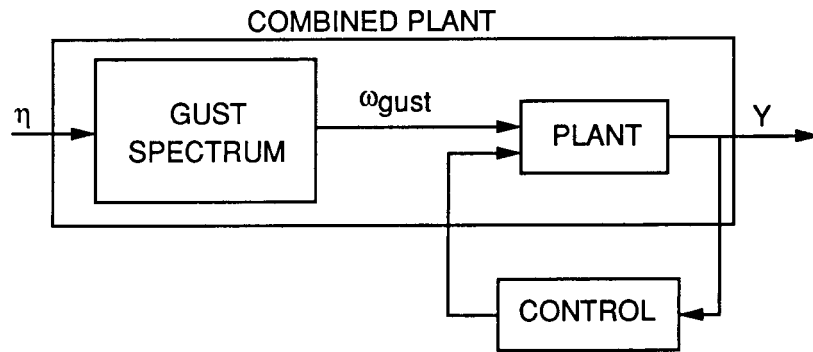 COMBINED PLANT
η
GUST
SPECTRUM
ωgust
PLANT
Y
CONTROL